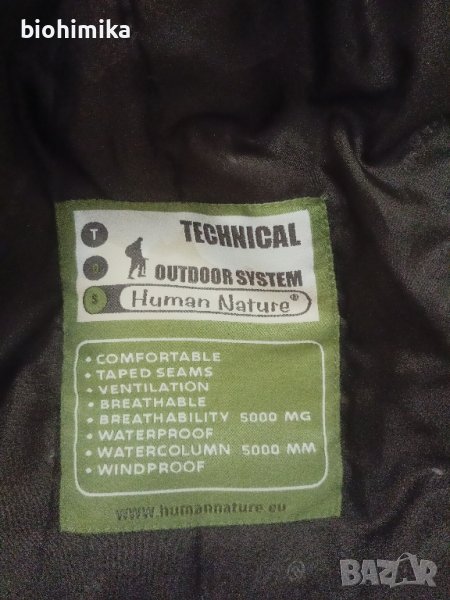 biohimika
T
TECHNICAL
OUTDOOR SYSTEM
S
Human Nature®
• COMFORTABLE
• TAPED SEAMS
• VENTILATION
• BREATHABLE
• BREATHABILITY 5000 MG
• WATERPROOF
• WATERCOLUMN 5000 MM
• WINDPROOF
www.humannature.eu
BAZAR